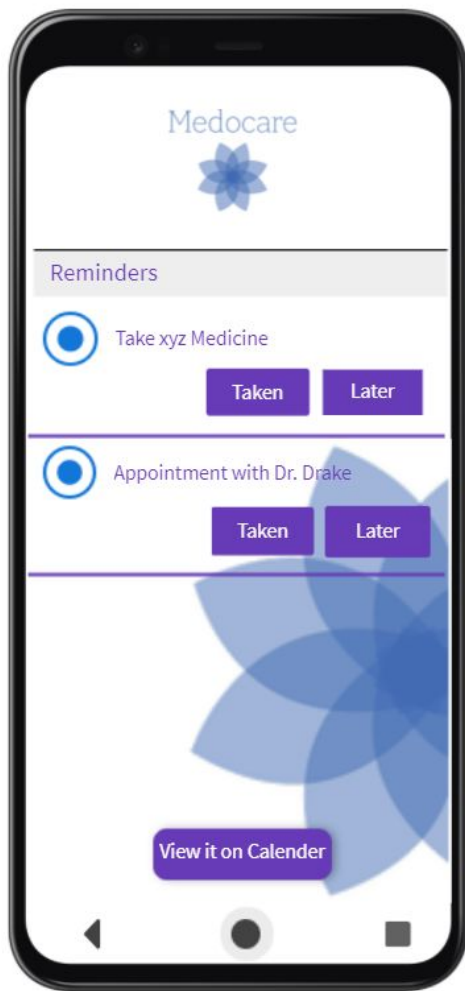 Medocare
Reminders
Take xyz Medicine
Taken
Later
Appointment with Dr. Drake
Taken
Later
View it on Calender